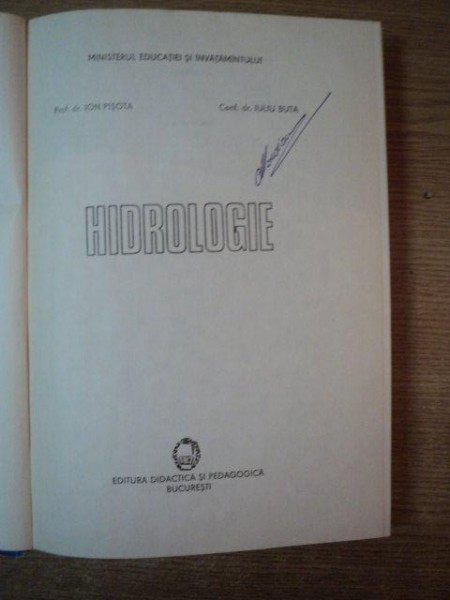 MINISTERUL EDUCAȚIEI ȘI ÎNVĂȚĂMÎNTULUI
Prof. dr. ION PIȘOTA Conf. dr. IULIU BUTA
HIDROLOGIE
EDITURA DIDACTICĂ ȘI PEDAGOGICĂ
BUCUREȘTI